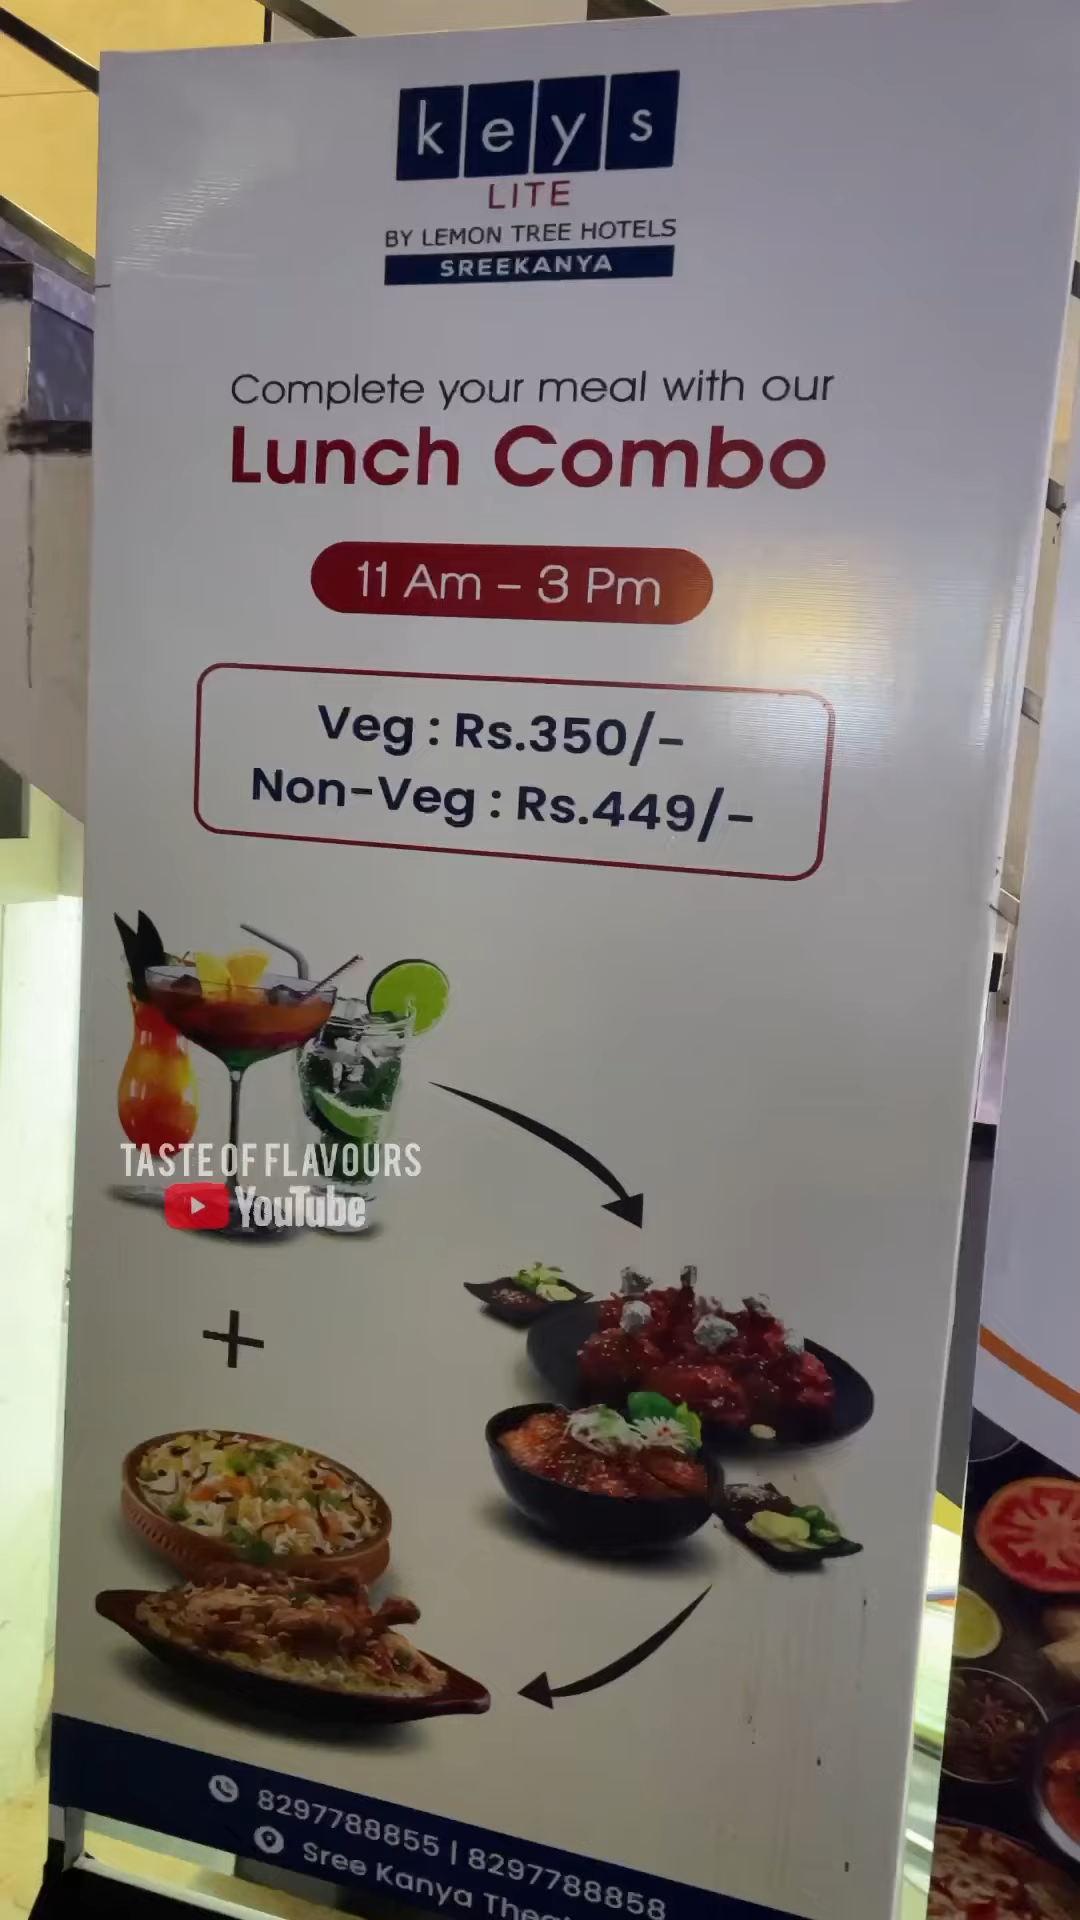 keys
LITE
BY LEMON TREE HOTELS
SREEKANYA
Complete your meal with our
Lunch Combo
11 Am – 3 Pm
Veg : Rs.350/-
Non-Veg : Rs.449/-
TASTE OF FLAVOURS
YouTube
+
8297788855 | 8297788858
Sree Kanya